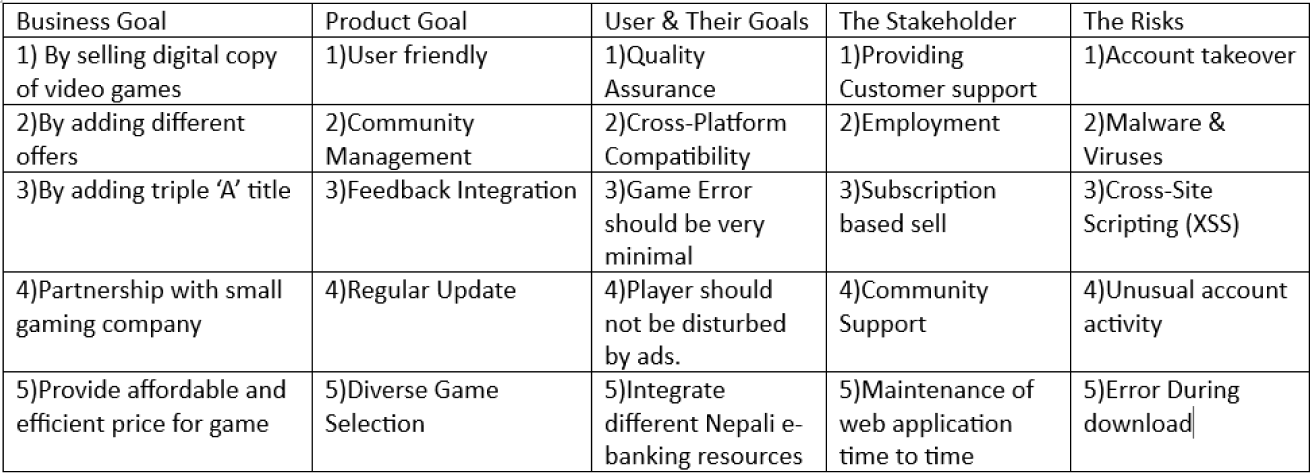 Business Goal
Product Goal
User & Their Goals
The Stakeholder
The Risks
1) By selling digital copy
of video games
1)User friendly
1)Quality
Assurance
1)Providing
Customer support
1)Account takeover
2)By adding different
offers
2)Community
Management
2)Cross-Platform
Compatibility
2)Employment
2)Malware &
Viruses
3)By adding triple ‘A’ title
3)Feedback Integration
3)Game Error
should be very
minimal
3)Subscription
based sell
3)Cross-Site
Scripting (XSS)
4)Partnership with small
gaming company
4)Regular Update
4)Player should
not be disturbed
by ads.
4)Community
Support
4)Unusual account
activity
5)Provide affordable and
efficient price for game
5)Diverse Game
Selection
5)Integrate
different Nepali e-
banking resources
5)Maintenance of
web application
time to time
5)Error During
download